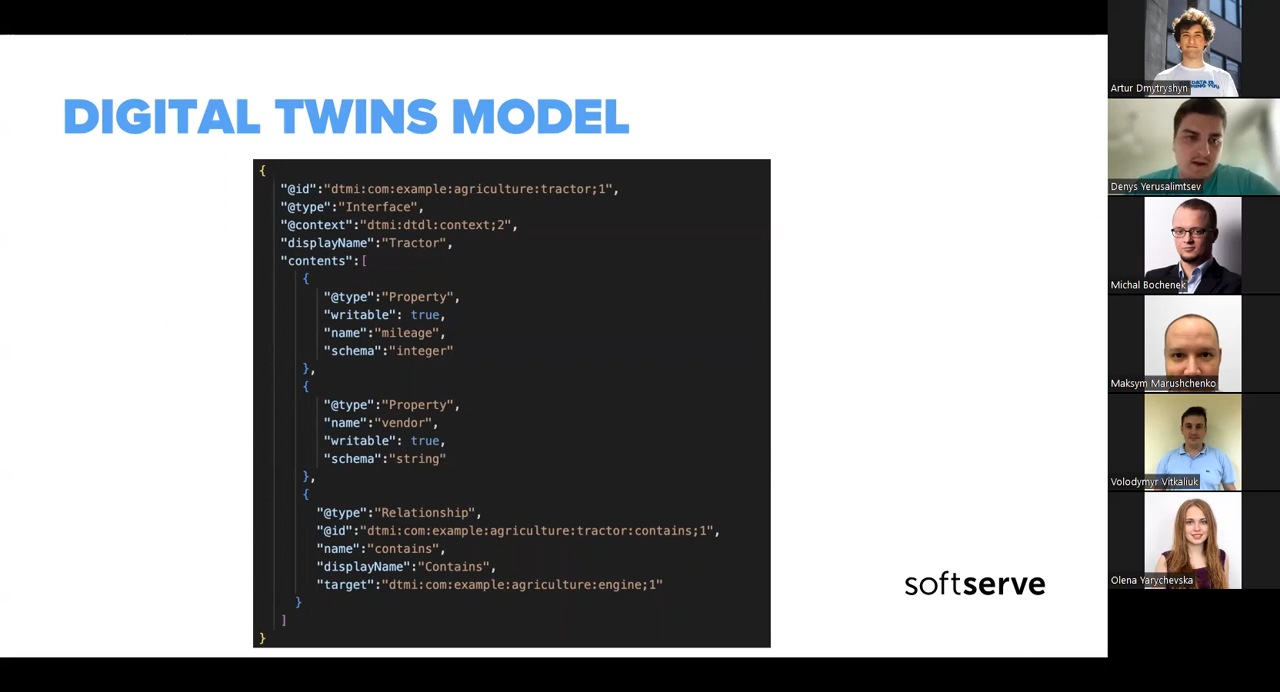 DIGITAL TWINS MODEL
{
"@id":"dtmi:com:example:agriculture:tractor;1",
"@type":"Interface",
"@context":"dtmi:dtdl:context;2",
"displayName":"Tractor",
"contents":[
{
"@type":"Property",
"writable": true,
"name":"mileage",
"schema":"integer"
},
{
"@type":"Property",
"name":"vendor",
"writable": true,
"schema":"string"
},
{
"@type":"Relationship",
"@id":"dtmi:com:example:agriculture:tractor:contains;1",
"name":"contains",
"displayName":"Contains",
"target":"dtmi:com:example:agriculture:engine;1"
}
]
}
softserve
Artur Dmytryshyn
Denys Yerusalimtsev
Michal Bochenek
Maksym Marushchenko
Volodymyr Vitkaliuk
Olena Yarychevska